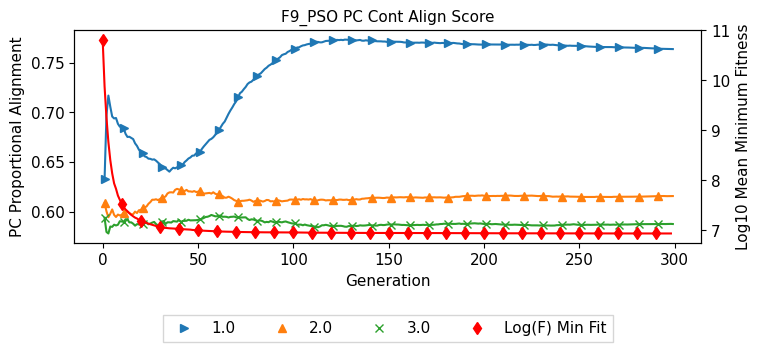 F9_PSO PC Cont Align Score
PC Proportional Alignment
0.75
0.70
0.65
0.60
11
10
9
8
7
Log10 Mean Minimum Fitness
0 50 100 150 200 250 300
Generation
1.0 2.0 3.0 Log(F) Min Fit